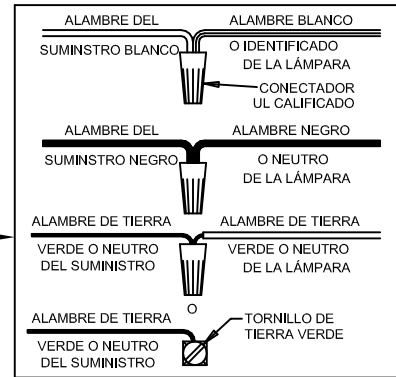 ALAMBRE DEL
SUMINSTRO BLANCO
ALAMBRE BLANCO
O IDENTIFICADO
DE LA LÁMPARA
CONECTADOR
UL CALIFICADO
ALAMBRE DEL
SUMINSTRO NEGRO
ALAMBRE NEGRO
O NEUTRO
DE LA LÁMPARA
ALAMBRE DE TIERRA
VERDE O NEUTRO
DEL SUMINISTRO
ALAMBRE DE TIERRA
VERDE O NEUTRO
DE LA LÁMPARA
O
ALAMBRE DE TIERRA
VERDE O NEUTRO
DEL SUMINISTRO
TORNILLO DE
TIERRA VERDE